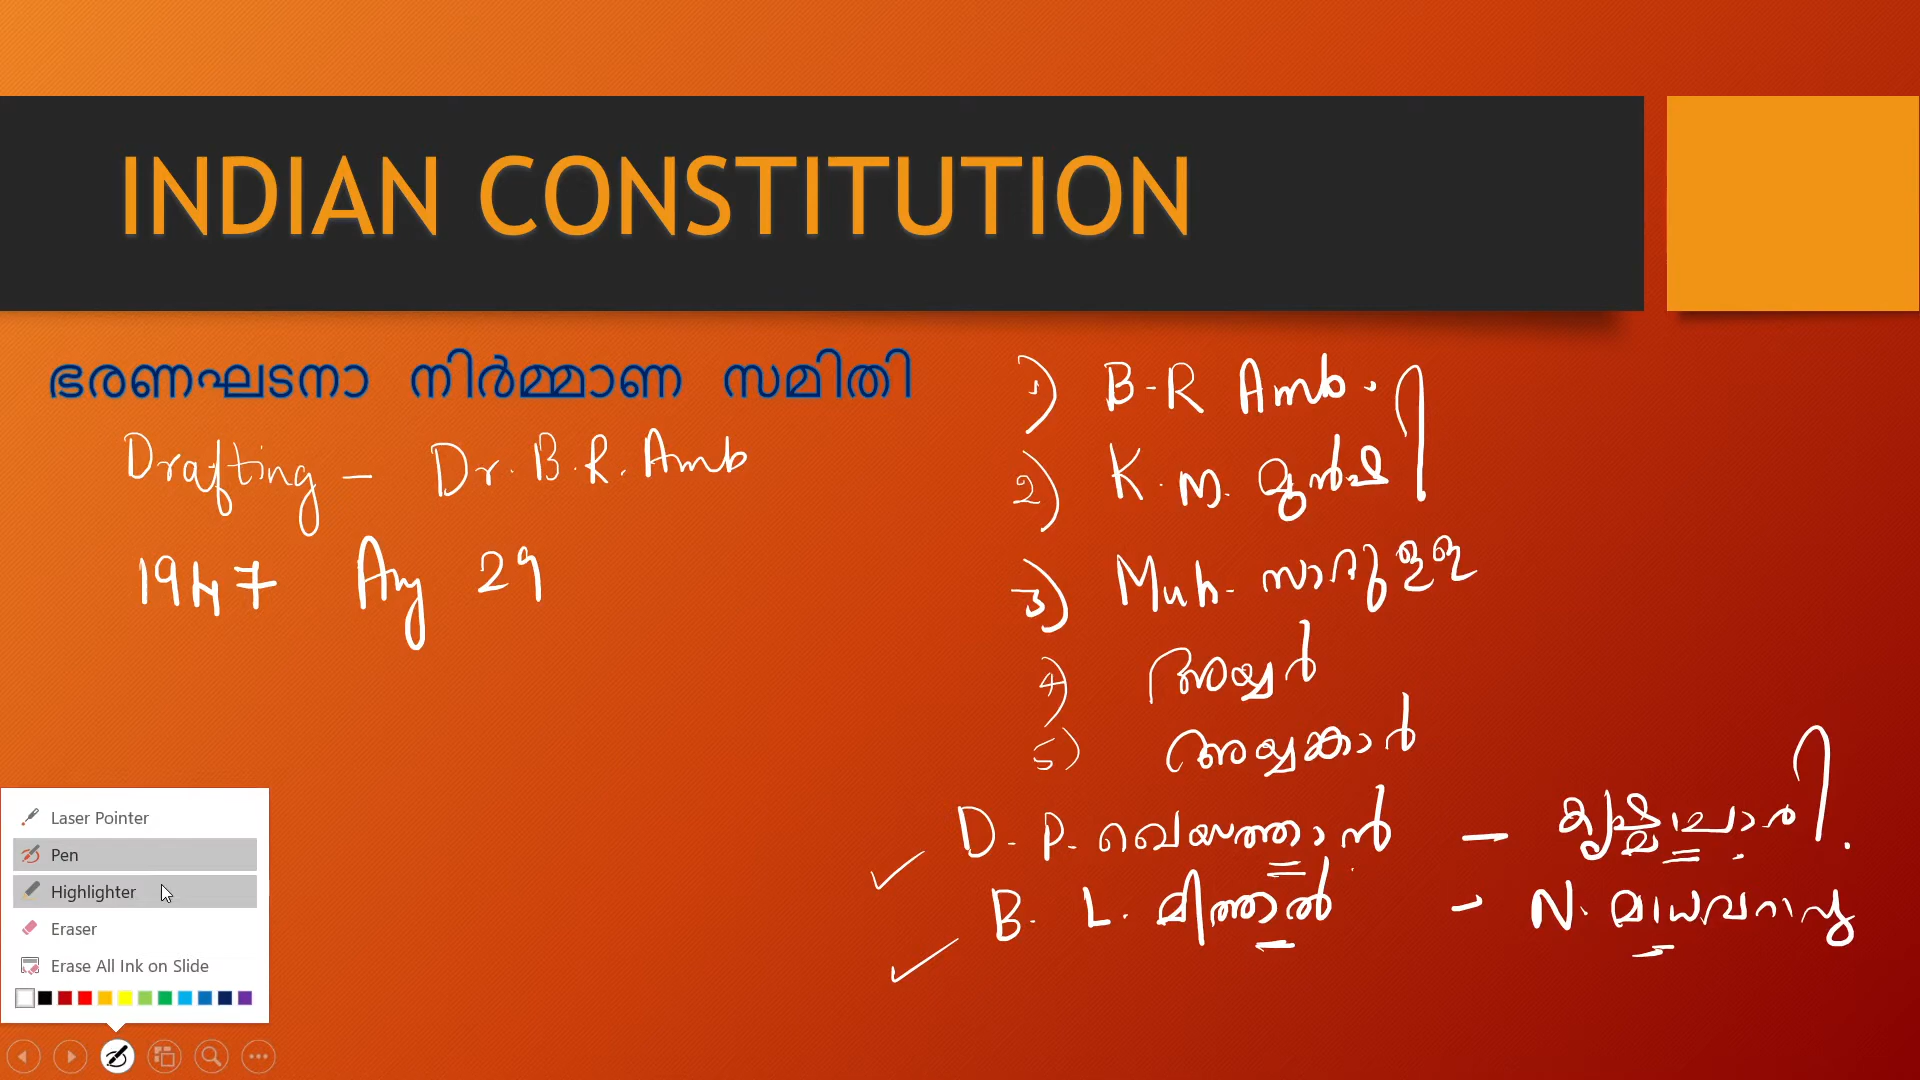 INDIAN CONSTITUTION
ഭരണഘടനാ നിർമ്മാണ സമിതി
Drafting - Dr. B.R. Amb
1947 Aug 29
1) B-R Amb.
2) K.M. മുൻഷി
3) Muh. സാദുള്ള
4) അയ്യർ
5) അയ്യങ്കാർ
D.P. ഖെയ്ത്താൻ - കൃഷ്ണമാചാരി.
B. L. മിത്തൽ - N. മാധവറാവു
Laser Pointer
Pen
Highlighter
Eraser
Erase All Ink on Slide